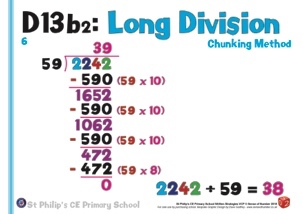 D13b2: Long Division
6
Chunking Method
39
59 2242
- 590 (59 x 10)
1652
- 590 (59 x 10)
1062
- 590 (59 x 10)
472
- 472 (59 x 8)
0
2242 ÷ 59 = 38
St Philip's CE Primary School